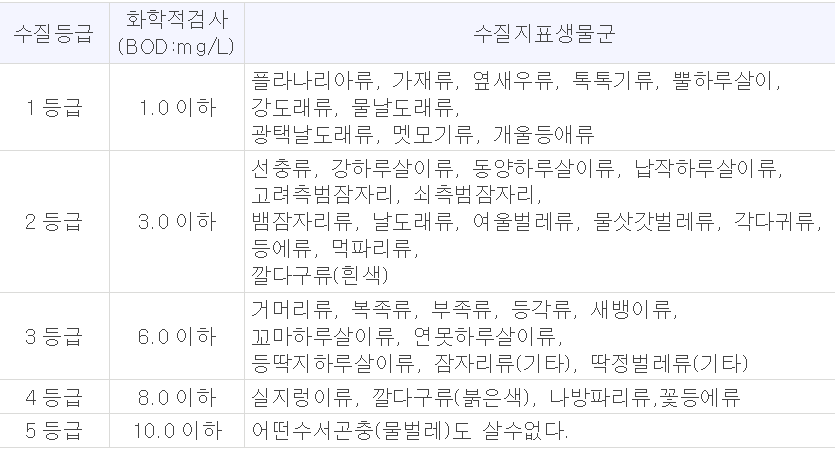 수질등급 화학적검사 수질지표생물군
(BOD:mg/L)
1 등급 1.0 이하 플라나리아류, 가재류, 옆새우류, 톡톡기류, 뿔하루살이,
강도래류, 물날도래류,
광택날도래류, 멧모기류, 개울등애류
2 등급 3.0 이하 선충류, 강하루살이류, 동양하루살이류, 납작하루살이류,
고려측범잠자리, 쇠측범잠자리,
뱀잠자리류, 날도래류, 여울벌레류, 물삿갓벌레류, 각다귀류,
등에류, 먹파리류,
깔다구류(흰색)
3 등급 6.0 이하 거머리류, 복족류, 부족류, 등각류, 새뱅이류,
꼬마하루살이류, 연못하루살이류,
등딱지하루살이류, 잠자리류(기타), 딱정벌레류(기타)
4 등급 8.0 이하 실지렁이류, 깔다구류(붉은색), 나방파리류,꽃등에류
5 등급 10.0 이하 어떤수서곤충(물벌레)도 살수없다.